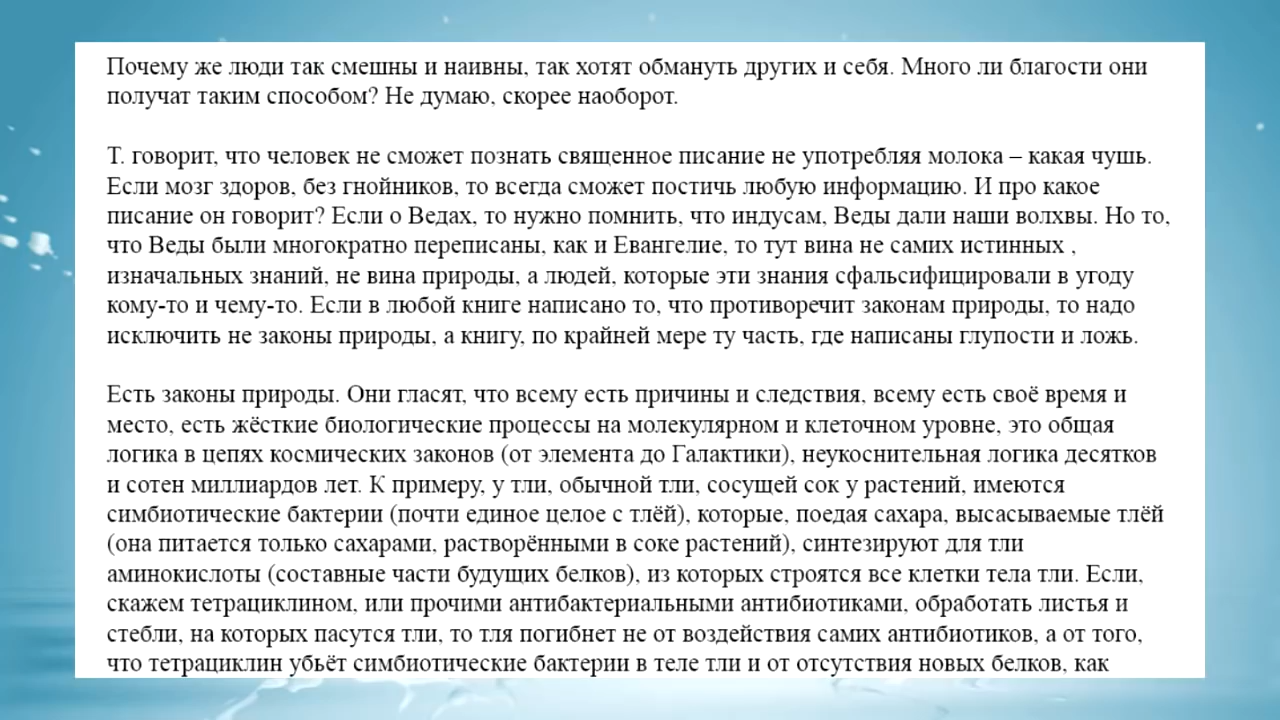 Почему же люди так смешны и наивны, так хотят обмануть других и себя. Много ли благости они
получат таким способом? Не думаю, скорее наоборот.
Т. говорит, что человек не сможет познать священное писание не употребляя молока – какая чушь.
Если мозг здоров, без гнойников, то всегда сможет постичь любую информацию. И про какое
писание он говорит? Если о Ведах, то нужно помнить, что индусам, Веды дали наши волхвы. Но то,
что Веды были многократно переписаны, как и Евангелие, то тут вина не самих истинных ,
изначальных знаний, не вина природы, а людей, которые эти знания сфальсифицировали в угоду
кому-то и чему-то. Если в любой книге написано то, что противоречит законам природы, то надо
исключить не законы природы, а книгу, по крайней мере ту часть, где написаны глупости и ложь.
Есть законы природы. Они гласят, что всему есть причины и следствия, всему есть своё время и
место, есть жёсткие биологические процессы на молекулярном и клеточном уровне, это общая
логика в цепях космических законов (от элемента до Галактики), неукоснительная логика десятков
и сотен миллиардов лет. К примеру, у тли, обычной тли, сосущей сок у растений, имеются
симбиотические бактерии (почти единое целое с тлёй), которые, поедая сахара, высасываемые тлёй
(она питается только сахарами, растворёнными в соке растений), синтезируют для тли
аминокислоты (составные части будущих белков), из которых строятся все клетки тела тли. Если,
скажем тетрациклином, или прочими антибактериальными антибиотиками, обработать листья и
стебли, на которых пасутся тли, то тля погибнет не от воздействия самих антибиотиков, а от того,
что тетрациклин убьёт симбиотические бактерии в теле тли и от отсутствия новых белков, как